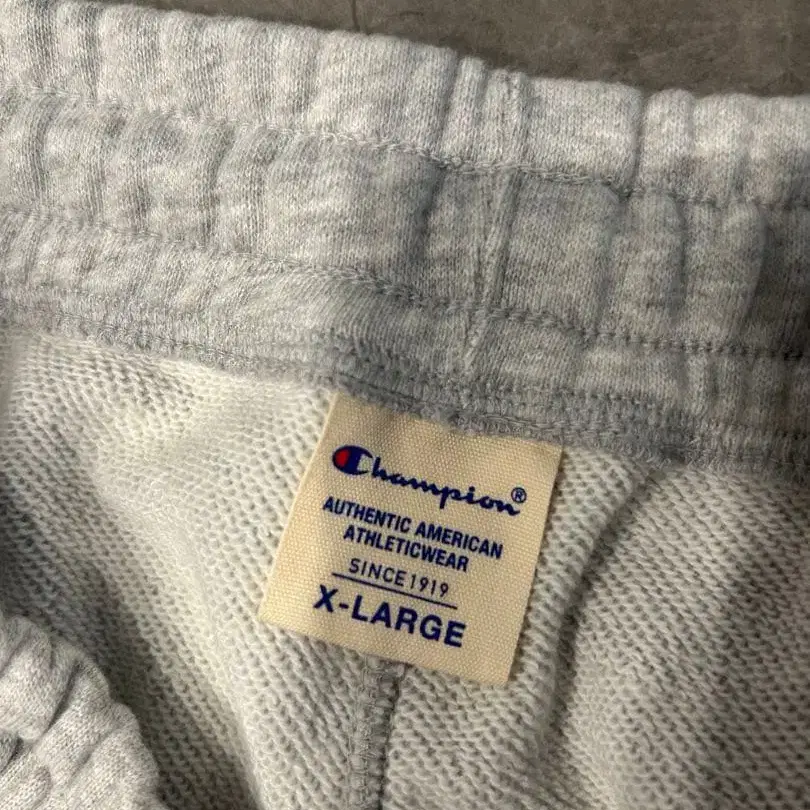 Champion®
AUTHENTIC AMERICAN
ATHLETICWEAR
SINCE 1919
X-LARGE